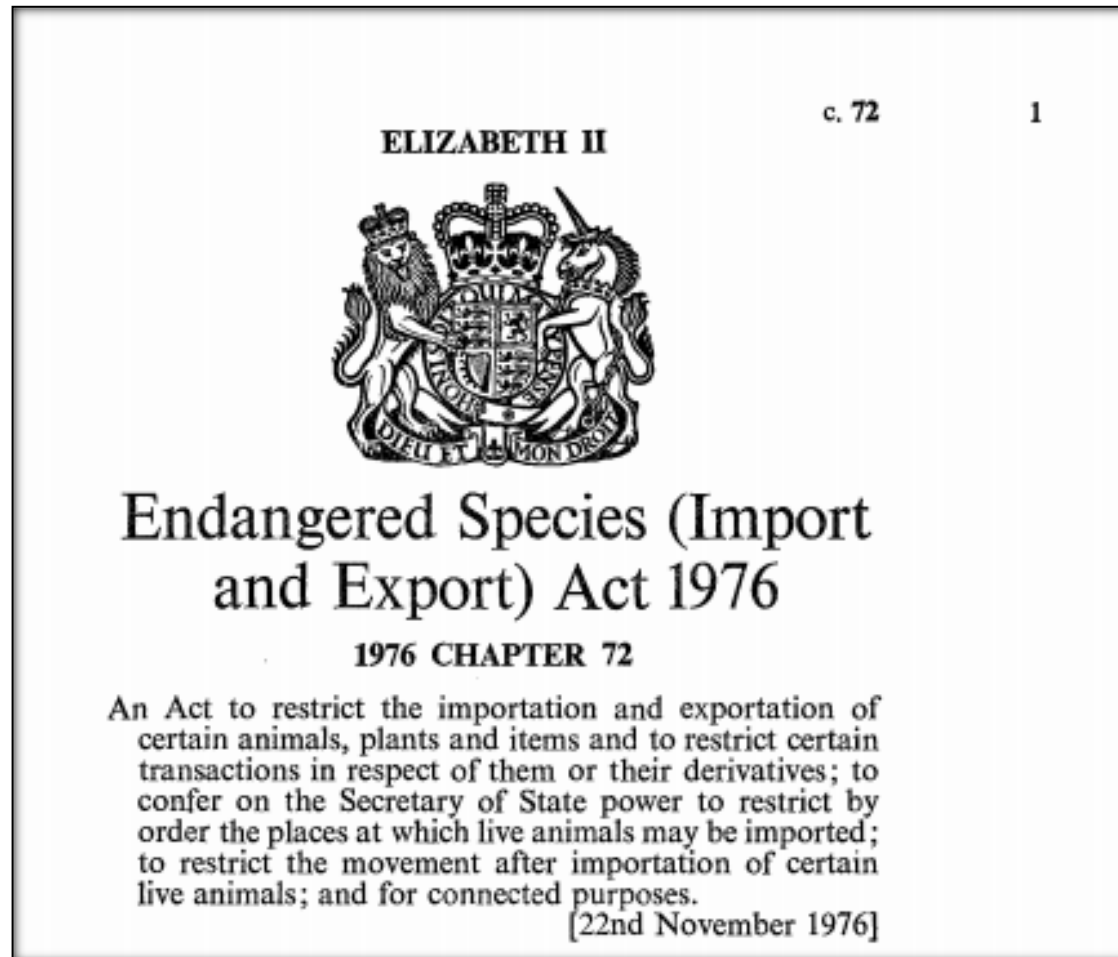 c. 72 1
ELIZABETH II
DIEU ET MON DROIT
Endangered Species (Import
and Export) Act 1976
1976 CHAPTER 72
An Act to restrict the importation and exportation of
certain animals, plants and items and to restrict certain
transactions in respect of them or their derivatives; to
confer on the Secretary of State power to restrict by
order the places at which live animals may be imported;
to restrict the movement after importation of certain
live animals; and for connected purposes.
[22nd November 1976]